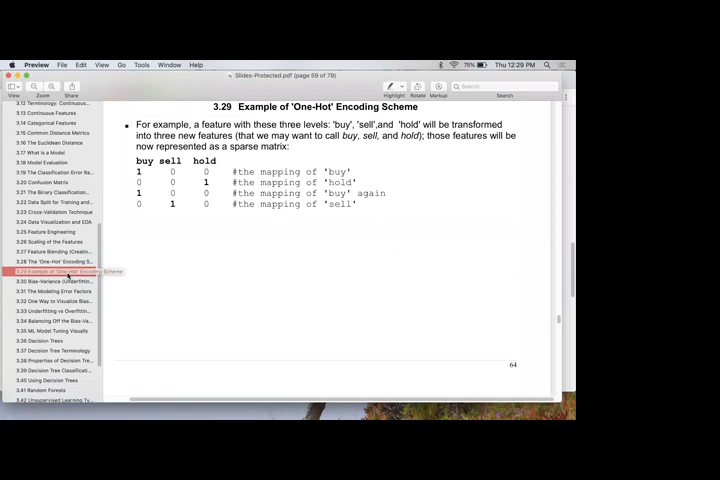 Preview File Edit View Go Tools Window Help
75% Thu 12:29 PM
Slides-Protected.pdf (page 59 of 79)
Search
View Zoom Share Highlight Rotate Markup Search
3.12 Terminology: Continuous...
3.13 Continuous Features
3.14 Categorical Features
3.15 Common Distance Metrics
3.16 The Euclidean Distance
3.17 What is a Model
3.18 Model Evaluation
3.19 The Classification Error Ra...
3.20 Confusion Matrix
3.21 The Binary Classification...
3.22 Data Split for Training and...
3.23 Cross-Validation Technique
3.24 Data Visualization and EDA
3.25 Feature Engineering
3.26 Scaling of the Features
3.27 Feature Blending (Creatin...
3.28 The 'One-Hot' Encoding S...
3.29 Example of 'One-Hot' Encoding Scheme
3.30 Bias-Variance (Underfittin...
3.31 The Modeling Error Factors
3.32 One Way to Visualize Bias...
3.33 Underfitting vs Overfittin...
3.34 Balancing Off the Bias-Va...
3.35 ML Model Tuning Visually
3.36 Decision Trees
3.37 Decision Tree Terminology
3.38 Properties of Decision Tre...
3.39 Decision Tree Classificati...
3.40 Using Decision Trees
3.41 Random Forests
3.42 Unsupervised Learning Ty...
3.29 Example of 'One-Hot' Encoding Scheme
▪ For example, a feature with these three levels: 'buy', 'sell',and 'hold' will be transformed
into three new features (that we may want to call buy, sell, and hold); those features will be
now represented as a sparse matrix:
buy sell hold
1 0 0 #the mapping of 'buy'
0 0 1 #the mapping of 'hold'
1 0 0 #the mapping of 'buy' again
0 1 0 #the mapping of 'sell'
64